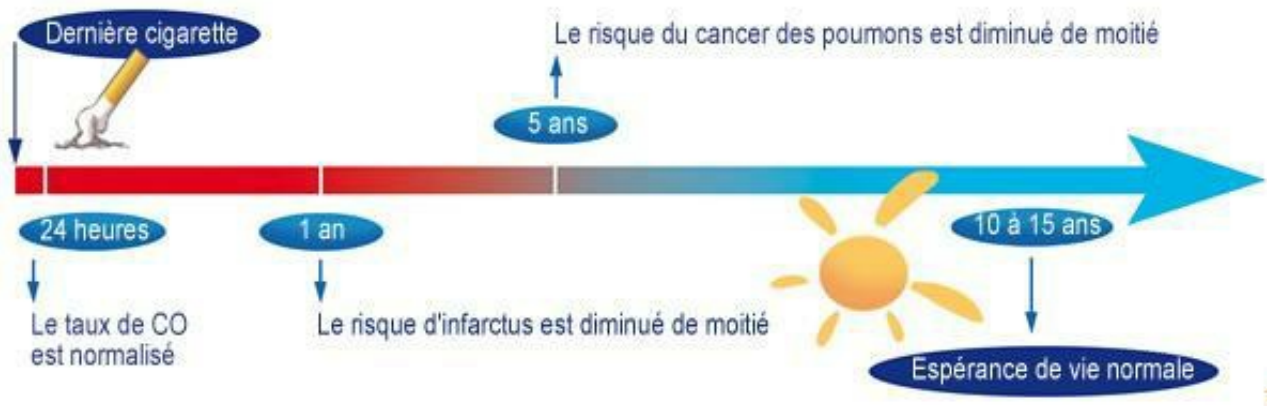 Dernière cigarette
Le risque du cancer des poumons est diminué de moitié
5 ans
24 heures
1 an
10 à 15 ans
Le taux de CO
est normalisé
Le risque d'infarctus est diminué de moitié
Espérance de vie normale